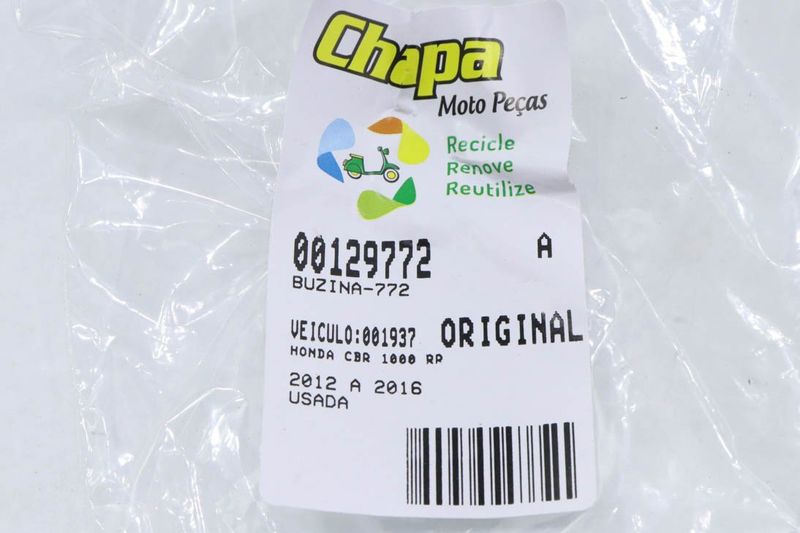 Chapa
Moto Peças
Recicle
Renove
Reutilize
00129772 A
BUZINA-772
VEICULO:001937 ORIGINAL
HONDA CBR 1000 RR
2012 A 2016
USADA